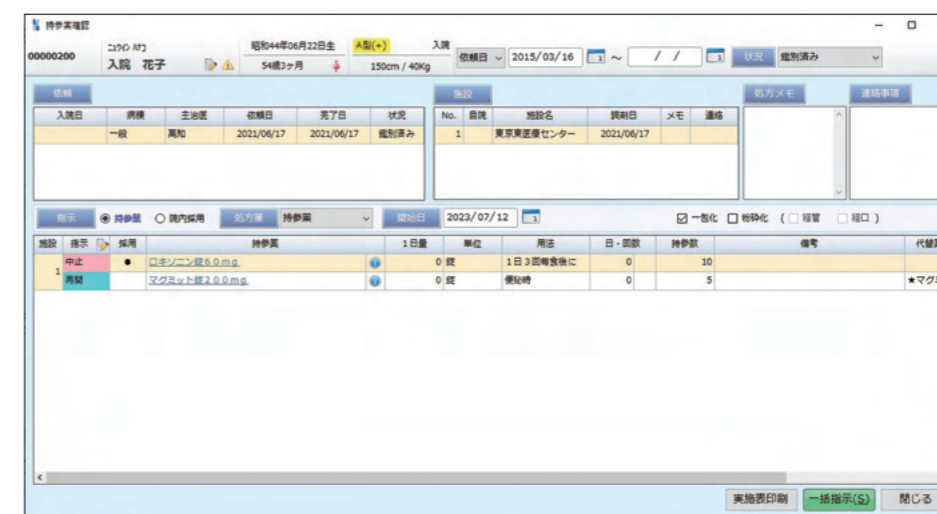 持参薬確認
00000200
ﾆｭｳｲﾝ ﾊﾅｺ
入院 花子
昭和44年06月22日生
54歳3ヶ月
A型(+)
150cm / 40Kg
入院
依頼日 2015/03/16 ～ / / 状況 鑑別済み
依頼
入院日 病棟 主治医 依頼日 完了日 状況
一般 高知 2021/06/17 2021/06/17 鑑別済み
施設
No. 自院 施設名 調剤日 メモ 連絡
1 東京東医療センター 2021/06/17
処方メモ 連絡事項
指示 持参薬 院内採用 処方箋 持参薬 開始日 2023/07/12 一包化 粉砕化 ( 経管 経口 )
施設 指示 採用 持参薬 1日量 単位 用法 日・回数 持参数 備考
1 中止 ● ロキソニン錠60mg 0 錠 1日3回毎食後に 0 10
再開 マグミット錠200mg 0 錠 便秘時 0 5 ★マグ
実施表印刷 一括指示(S) 閉じる